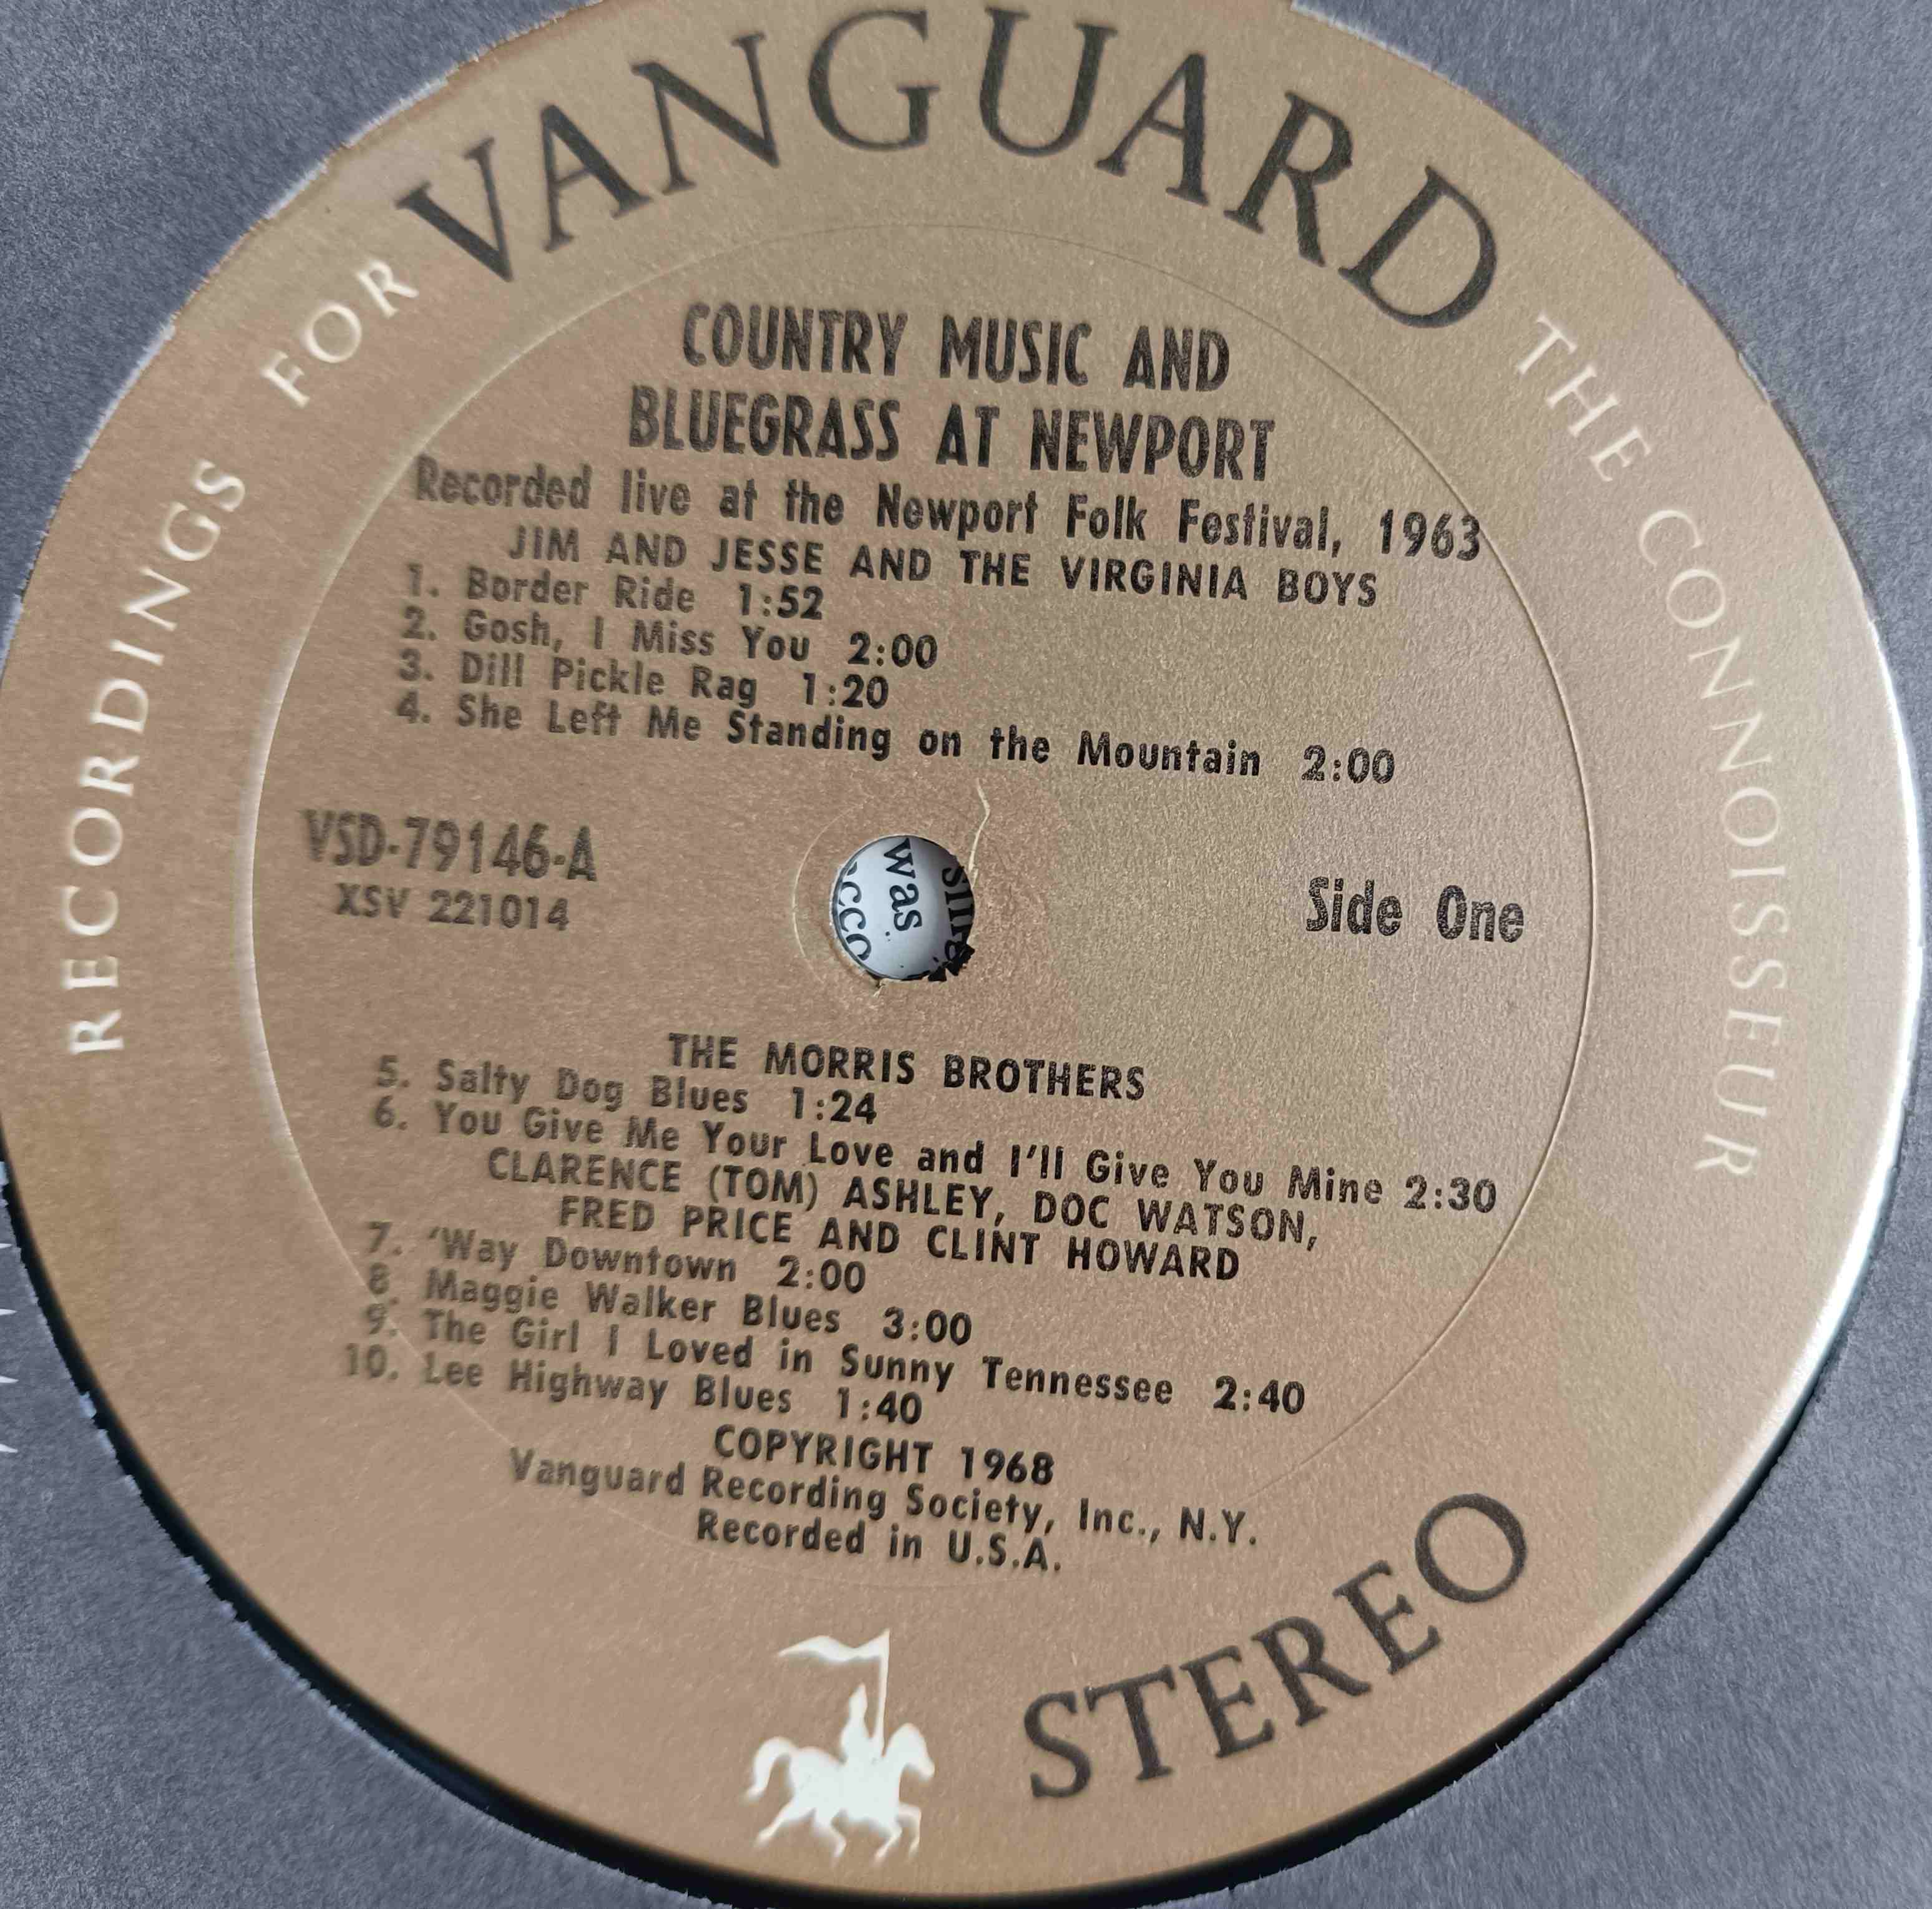 RECORDINGS FOR VANGUARD THE CONNOISSEUR
COUNTRY MUSIC AND
BLUEGRASS AT NEWPORT
Recorded live at the Newport Folk Festival, 1963
JIM AND JESSE AND THE VIRGINIA BOYS
1. Border Ride 1:52
2. Gosh, I Miss You 2:00
3. Dill Pickle Rag 1:20
4. She Left Me Standing on the Mountain 2:00
VSD-79146-A
XSV 221014
was
Side One
THE MORRIS BROTHERS
5. Salty Dog Blues 1:24
6. You Give Me Your Love and I'll Give You Mine 2:30
CLARENCE (TOM) ASHLEY, DOC WATSON,
FRED PRICE AND CLINT HOWARD
7. 'Way Downtown 2:00
8. Maggie Walker Blues 3:00
9. The Girl I Loved in Sunny Tennessee 2:40
10. Lee Highway Blues 1:40
COPYRIGHT 1968
Vanguard Recording Society, Inc., N.Y.
Recorded in U.S.A.
STEREO